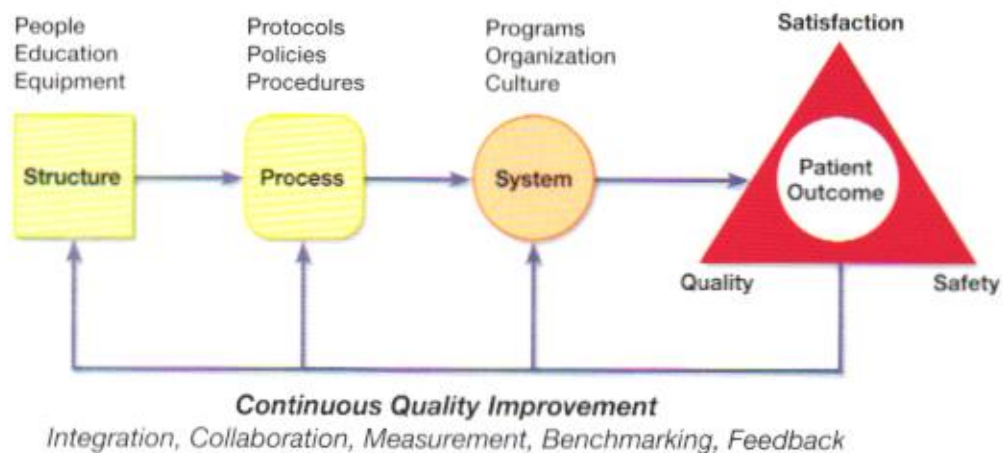 People
Education
Equipment
Protocols
Policies
Procedures
Programs
Organization
Culture
Satisfaction
Structure
Process
System
Patient
Outcome
Quality
Safety
Continuous Quality Improvement
Integration, Collaboration, Measurement, Benchmarking, Feedback